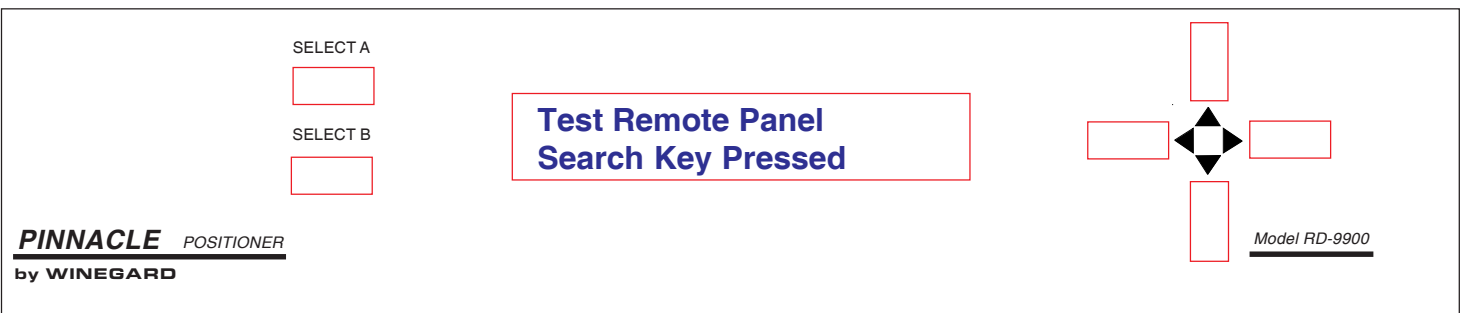 SELECT A
SELECT B
Test Remote Panel
Search Key Pressed
PINNACLE POSITIONER
by WINEGARD
Model RD-9900